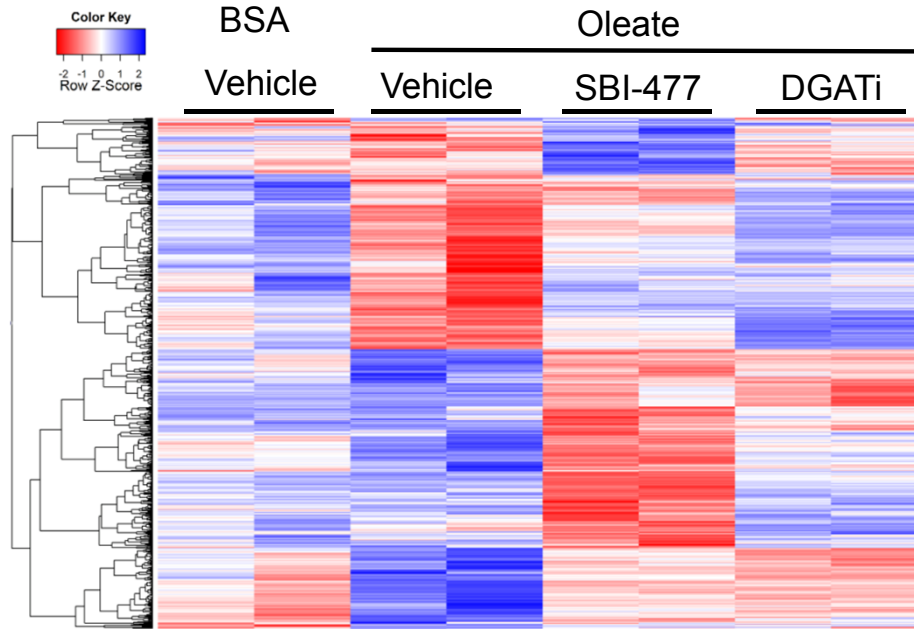 Color Key
-2 -1 0 1 2
Row Z-Score
BSA
Oleate
Vehicle
Vehicle
SBI-477
DGATi